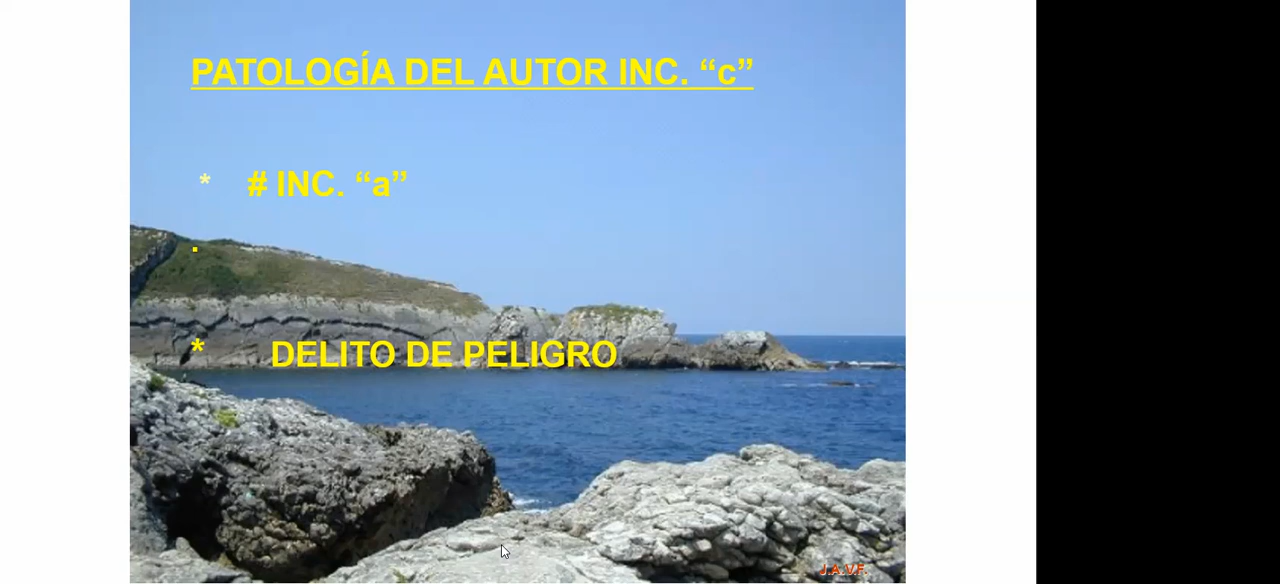 PATOLOGÍA DEL AUTOR INC. “c”
* # INC. “a”
.
* DELITO DE PELIGRO
J.A.V.F.